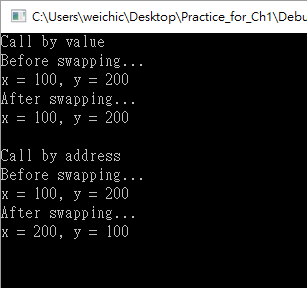 C:\Users\weichic\Desktop\Practice_for_Ch1\Debu
Call by value
Before swapping...
x = 100, y = 200
After swapping...
x = 100, y = 200
Call by address
Before swapping...
x = 100, y = 200
After swapping...
x = 200, y = 100